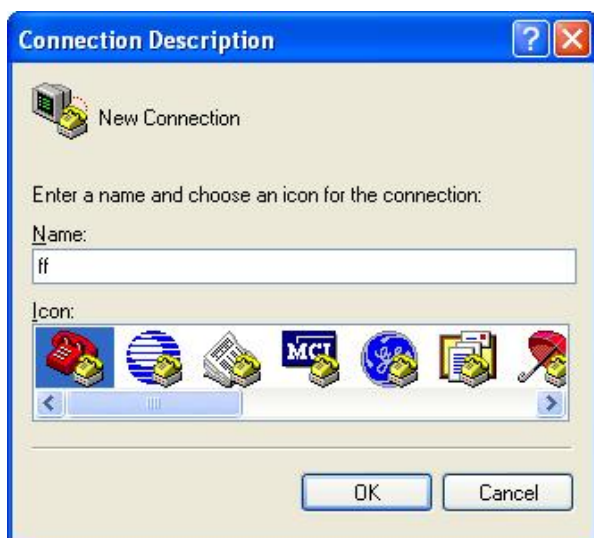 Connection Description
New Connection
Enter a name and choose an icon for the connection:
Name:
ff
Icon:
MCI
OK
Cancel